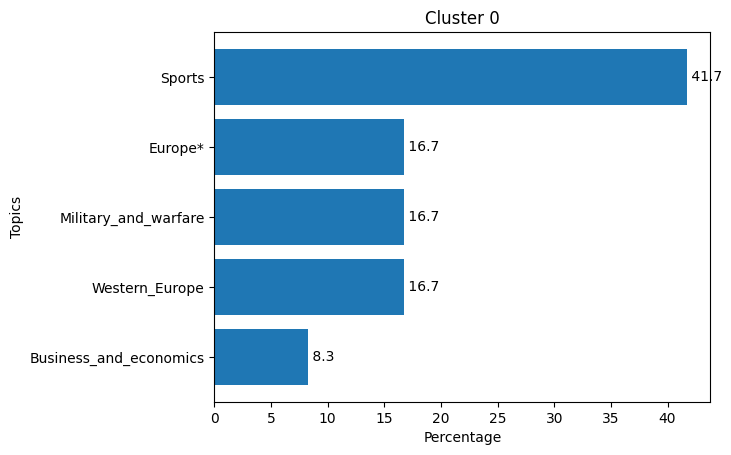 Cluster 0
Topics
Sports 41.7
Europe* 16.7
Military_and_warfare 16.7
Western_Europe 16.7
Business_and_economics 8.3
0 5 10 15 20 25 30 35 40
Percentage